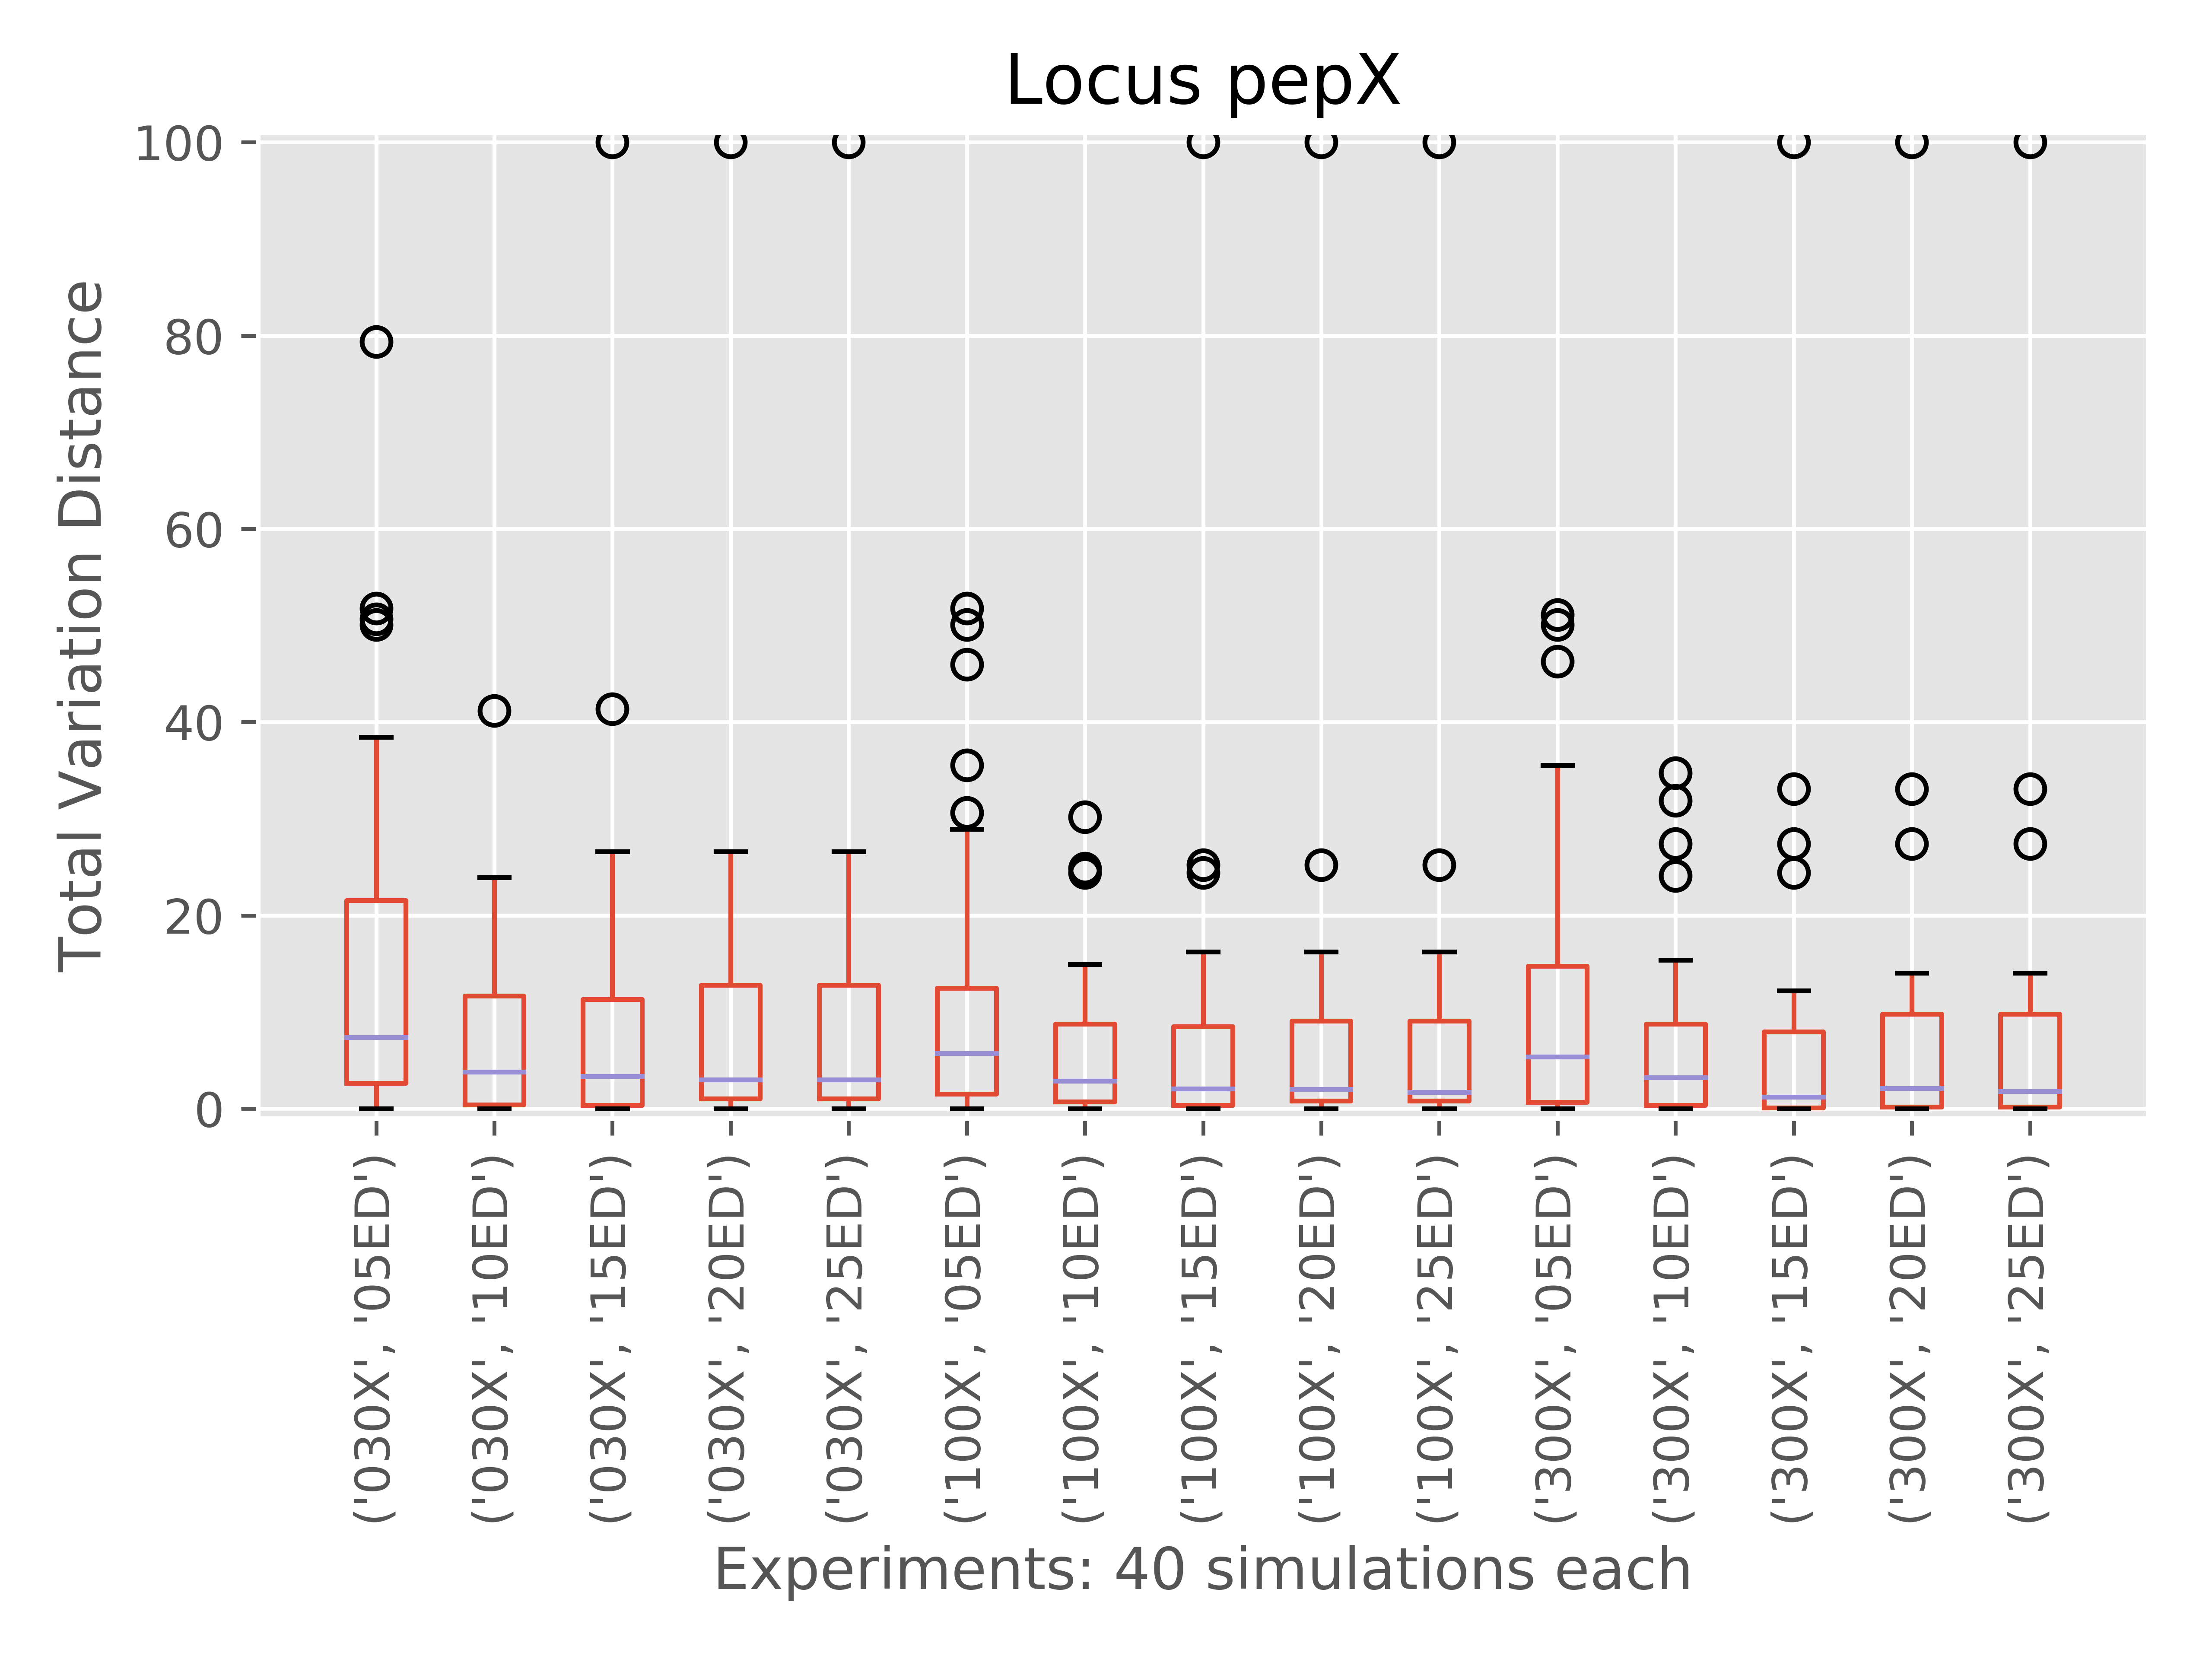 Locus pepX
Total Variation Distance
100
80
60
40
20
0
('030X', '05ED')
('030X', '10ED')
('030X', '15ED')
('030X', '20ED')
('030X', '25ED')
('100X', '05ED')
('100X', '10ED')
('100X', '15ED')
('100X', '20ED')
('100X', '25ED')
('300X', '05ED')
('300X', '10ED')
('300X', '15ED')
('300X', '20ED')
('300X', '25ED')
Experiments: 40 simulations each